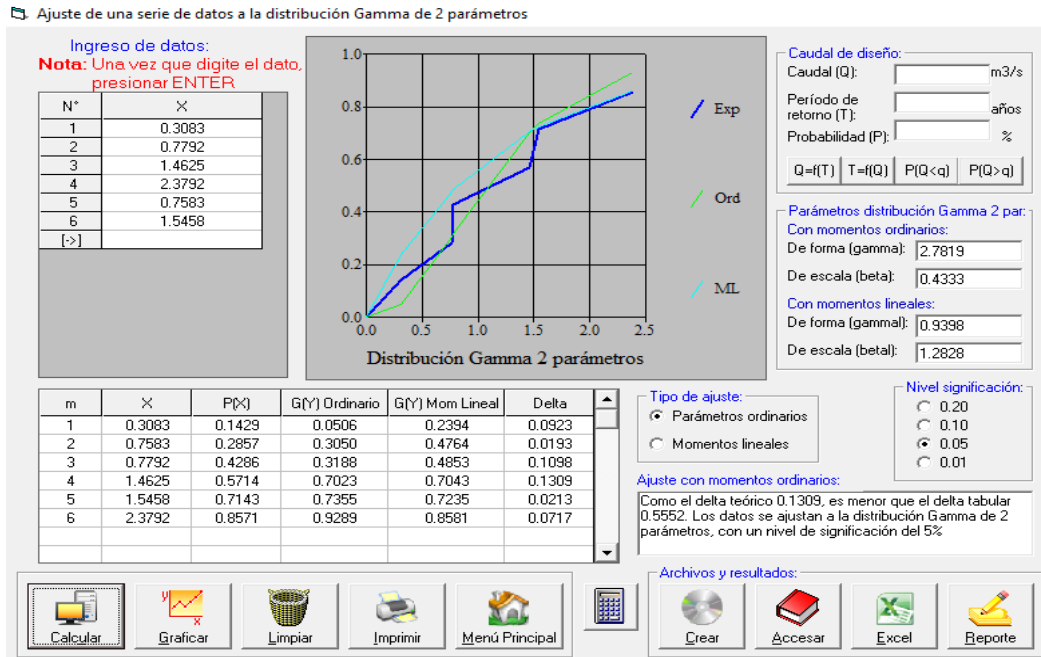 Ajuste de una serie de datos a la distribución Gamma de 2 parámetros
Ingreso de datos:
Nota: Una vez que digite el dato,
presionar ENTER
N° X
1 0.3083
2 0.7792
3 1.4625
4 2.3792
5 0.7583
6 1.5458
[->]
1.0
0.8
0.6
0.4
0.2
0.0
0.0 0.5 1.0 1.5 2.0 2.5
Distribución Gamma 2 parámetros
Exp
Ord
ML
Caudal de diseño:
Caudal (Q): m3/s
Período de
retorno (T): años
Probabilidad (P): %
Q=f(T) T=f(Q) P(Q<q) P(Q>q)
Parámetros distribución Gamma 2 par:
Con momentos ordinarios:
De forma (gamma): 2.7819
De escala (beta): 0.4333
Con momentos lineales:
De forma (gammal): 0.9398
De escala (betal): 1.2828
m X P(X) G(Y) Ordinario G(Y) Mom Lineal Delta
1 0.3083 0.1429 0.0506 0.2394 0.0923
2 0.7583 0.2857 0.3050 0.4764 0.0193
3 0.7792 0.4286 0.3188 0.4853 0.1098
4 1.4625 0.5714 0.7023 0.7043 0.1309
5 1.5458 0.7143 0.7355 0.7235 0.0213
6 2.3792 0.8571 0.9289 0.8581 0.0717
Tipo de ajuste:
Parámetros ordinarios
Momentos lineales
Nivel significación:
0.20
0.10
0.05
0.01
Ajuste con momentos ordinarios:
Como el delta teórico 0.1309, es menor que el delta tabular
0.5552. Los datos se ajustan a la distribución Gamma de 2
parámetros, con un nivel de significación del 5%
Calcular Graficar Limpiar Imprimir Menú Principal
Archivos y resultados:
Crear Accesar Excel Reporte